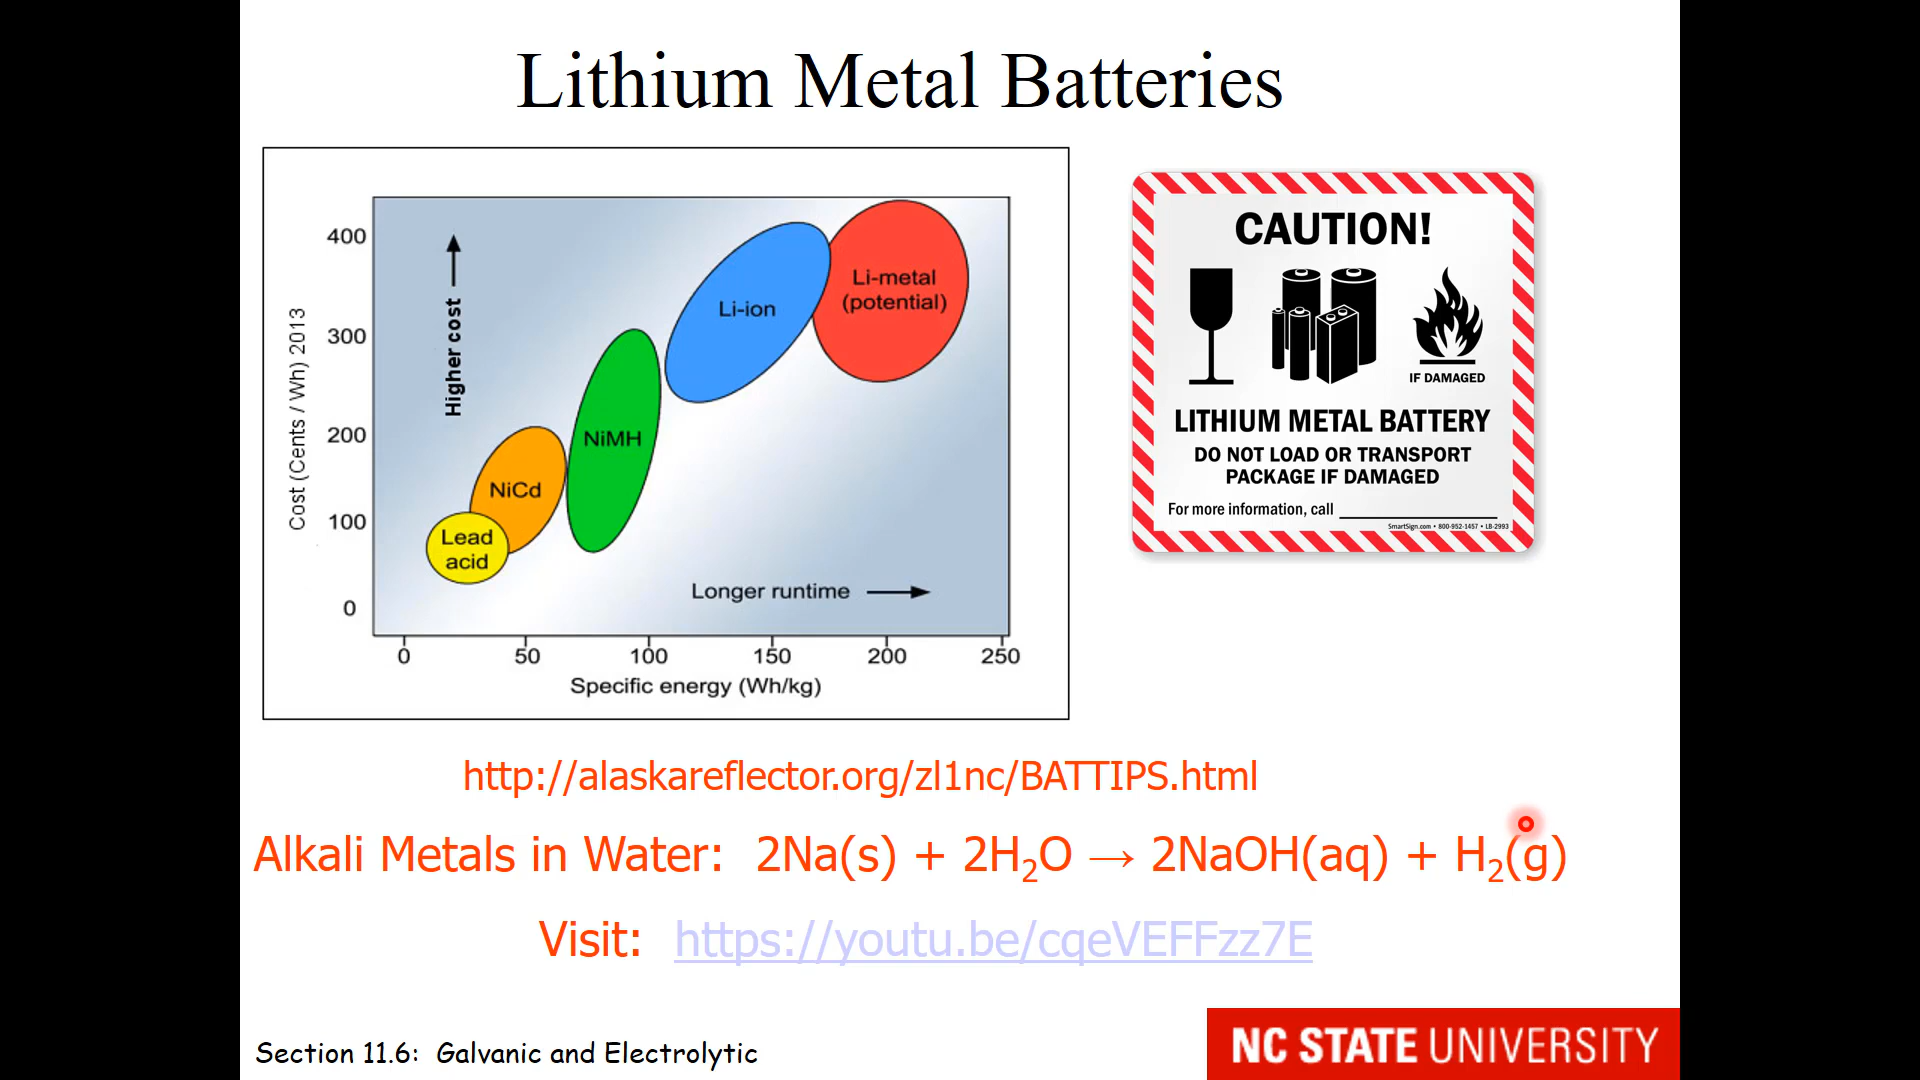 Lithium Metal Batteries
400
300
200
100
0
Cost (Cents / Wh) 2013
Higher cost
Lead
acid
NiCd
NiMH
Li-ion
Li-metal
(potential)
Longer runtime
0 50 100 150 200 250
Specific energy (Wh/kg)
CAUTION!
IF DAMAGED
LITHIUM METAL BATTERY
DO NOT LOAD OR TRANSPORT
PACKAGE IF DAMAGED
For more information, call
SmartSign.com • 800-952-1457 • LB-2993
http://alaskareflector.org/zl1nc/BATTIPS.html
Alkali Metals in Water: 2Na(s) + 2H₂O → 2NaOH(aq) + H₂(g)
Visit: https://youtu.be/cqeVEFFzz7E
Section 11.6: Galvanic and Electrolytic
NC STATE UNIVERSITY